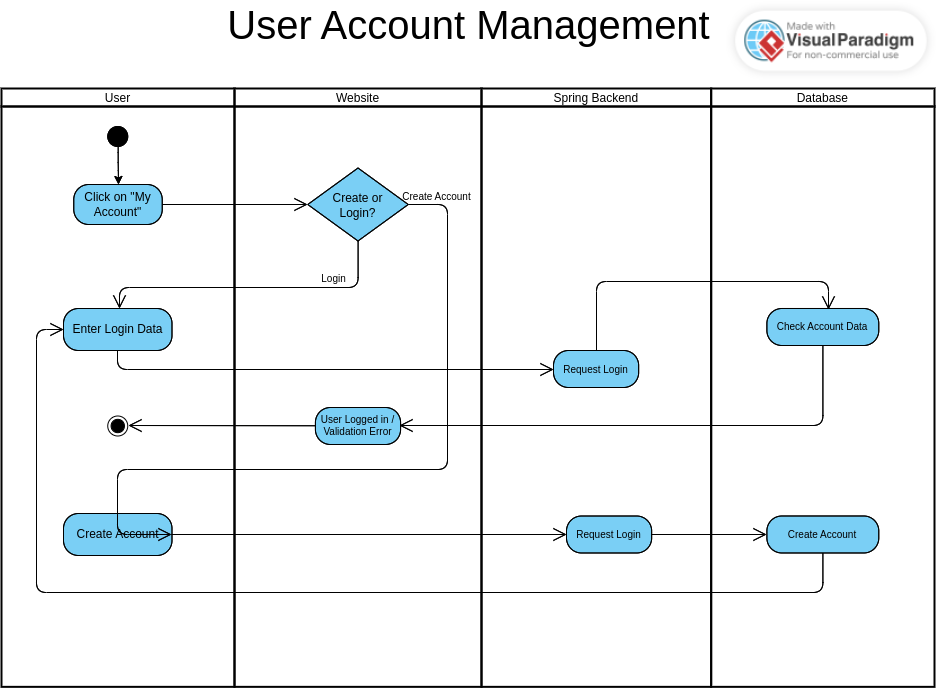 User Account Management
Made with
Visual Paradigm
For non-commercial use
User
Website
Spring Backend
Database
Click on "My
Account"
Create or
Login?
Create Account
Login
Enter Login Data
Check Account Data
Request Login
User Logged in /
Validation Error
Create Account
Request Login
Create Account